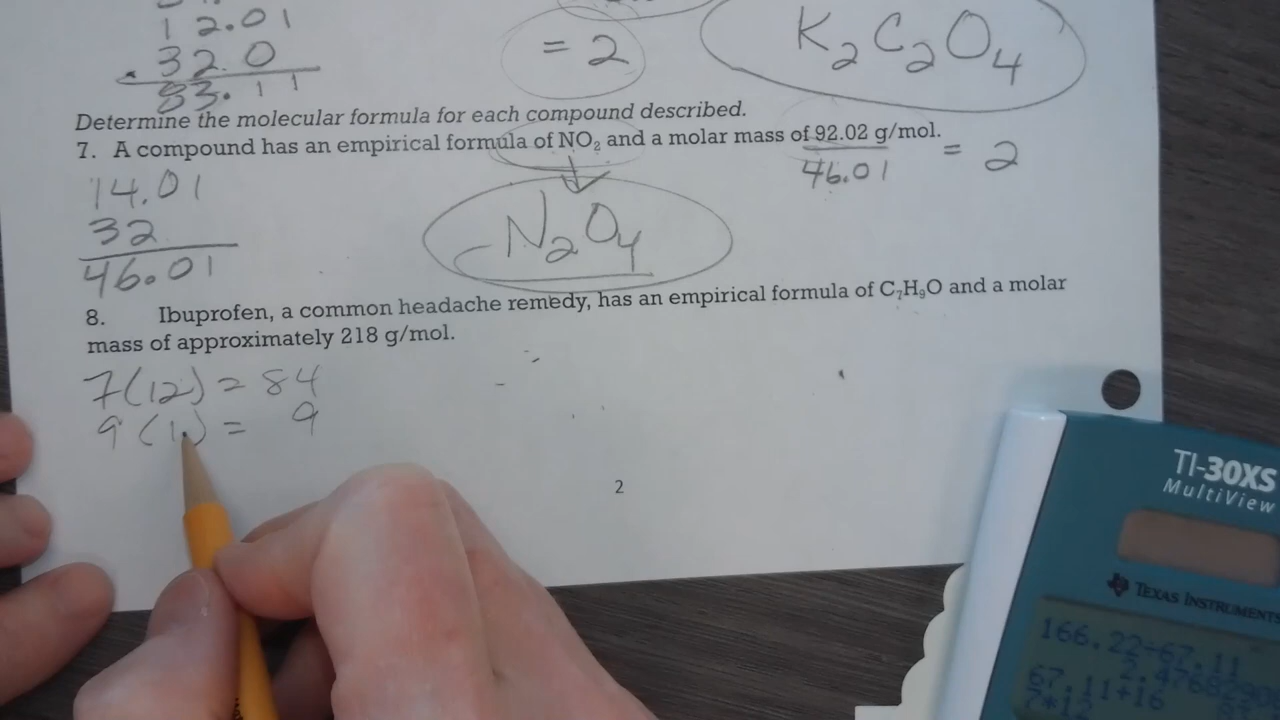 12.01
32.0
83.11
= 2
K2C2O4
Determine the molecular formula for each compound described.
7. A compound has an empirical formula of NO₂ and a molar mass of 92.02 g/mol.
46.01 = 2
14.01
32
46.01
N2O4
8. Ibuprofen, a common headache remedy, has an empirical formula of C₇H₉O and a molar
mass of approximately 218 g/mol.
7(12) = 84
9(1.) = 9
2
TI-30XS
MultiView
TEXAS INSTRUMENTS
166.22÷67.11
67.11+16